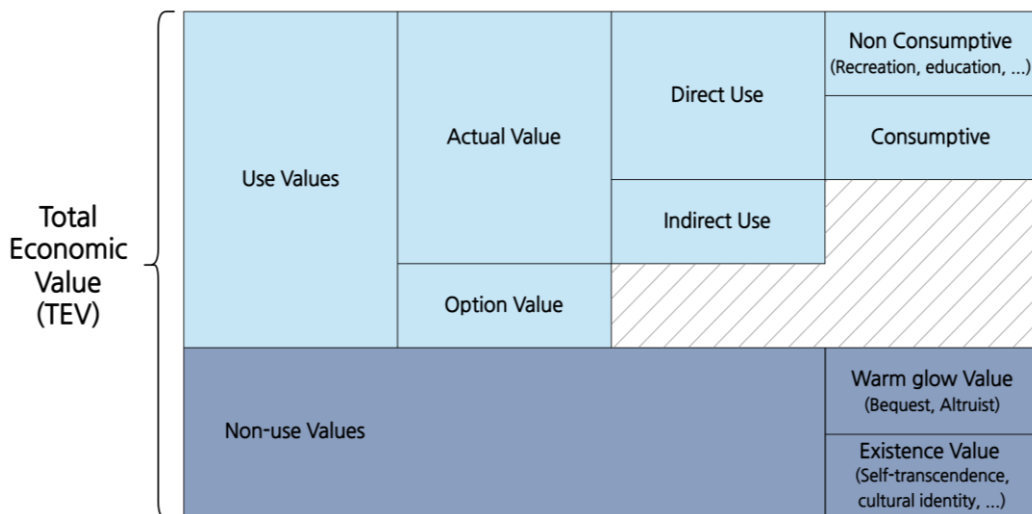 Total
Economic
Value
(TEV)
Use Values
Actual Value
Direct Use
Non Consumptive
(Recreation, education, ...)
Consumptive
Indirect Use
Option Value
Non-use Values
Warm glow Value
(Bequest, Altruist)
Existence Value
(Self-transcendence,
cultural identity, ...)